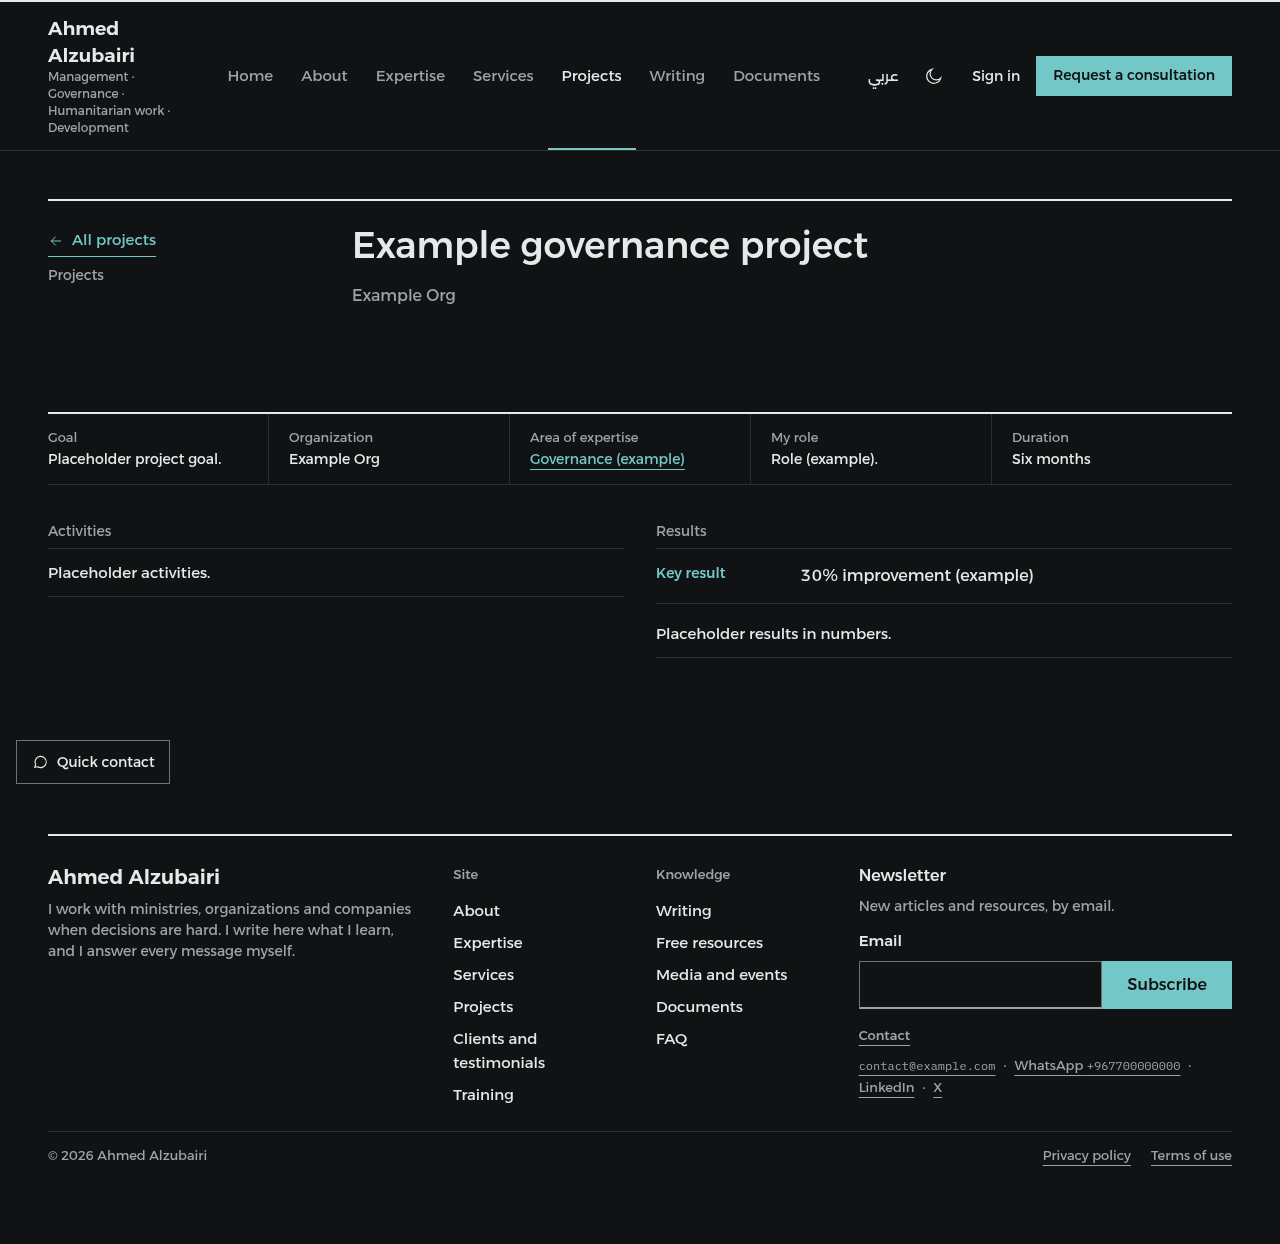 Ahmed
Alzubairi
Management ·
Governance ·
Humanitarian work ·
Development
Home
About
Expertise
Services
Projects
Writing
Documents
عربي
Sign in
Request a consultation
← All projects
Projects
Example governance project
Example Org
Goal
Placeholder project goal.
Organization
Example Org
Area of expertise
Governance (example)
My role
Role (example).
Duration
Six months
Activities
Placeholder activities.
Results
Key result
30% improvement (example)
Placeholder results in numbers.
Quick contact
Ahmed Alzubairi
I work with ministries, organizations and companies
when decisions are hard. I write here what I learn,
and I answer every message myself.
Site
About
Expertise
Services
Projects
Clients and
testimonials
Training
Knowledge
Writing
Free resources
Media and events
Documents
FAQ
Newsletter
New articles and resources, by email.
Email
Subscribe
Contact
contact@example.com · WhatsApp +967700000000 ·
LinkedIn · X
© 2026 Ahmed Alzubairi
Privacy policy
Terms of use